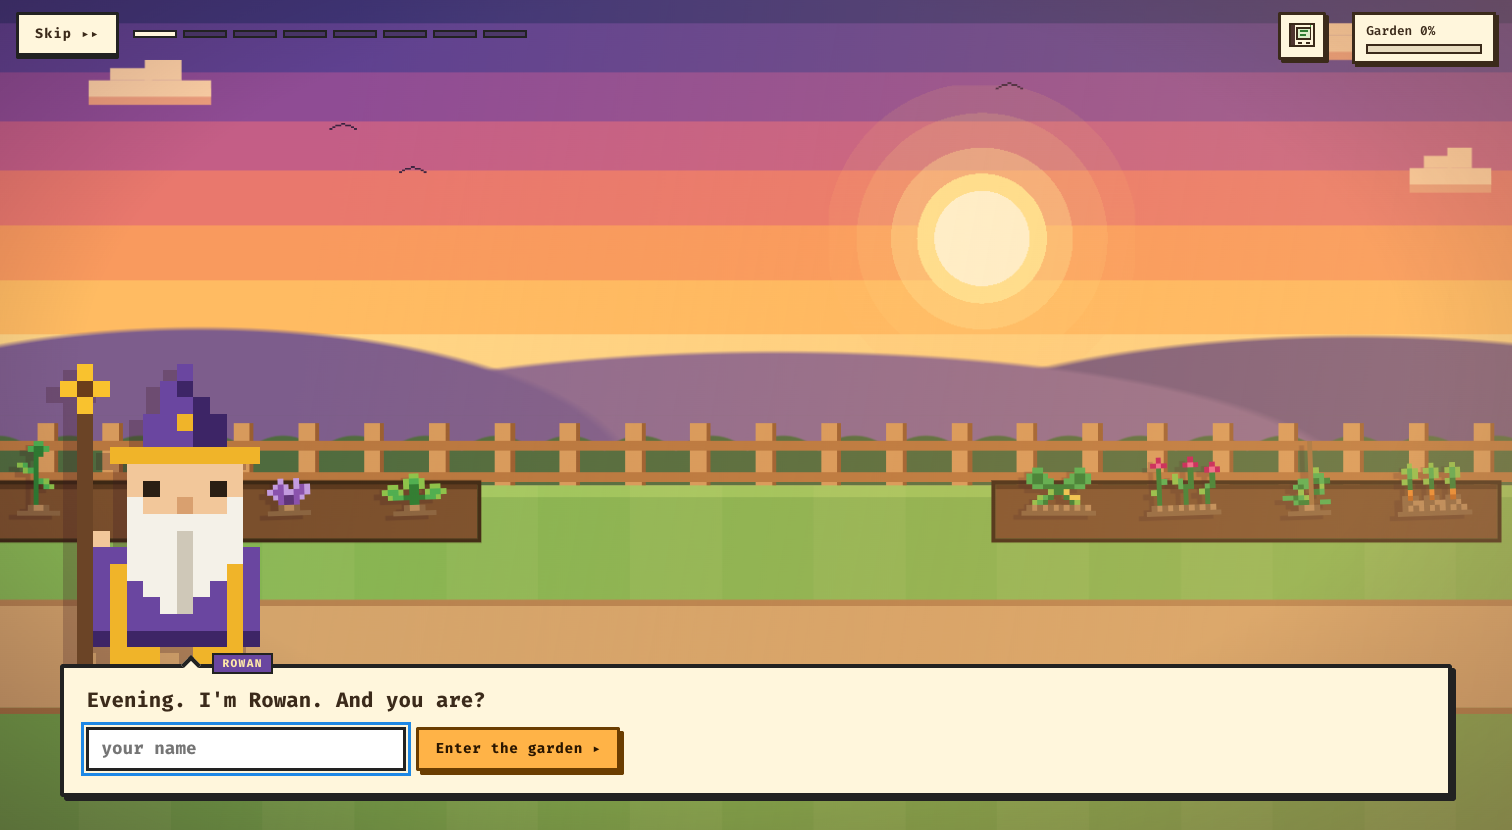 Skip ▸▸
Garden 0%
ROWAN
Evening. I'm Rowan. And you are?
your name
Enter the garden ▸